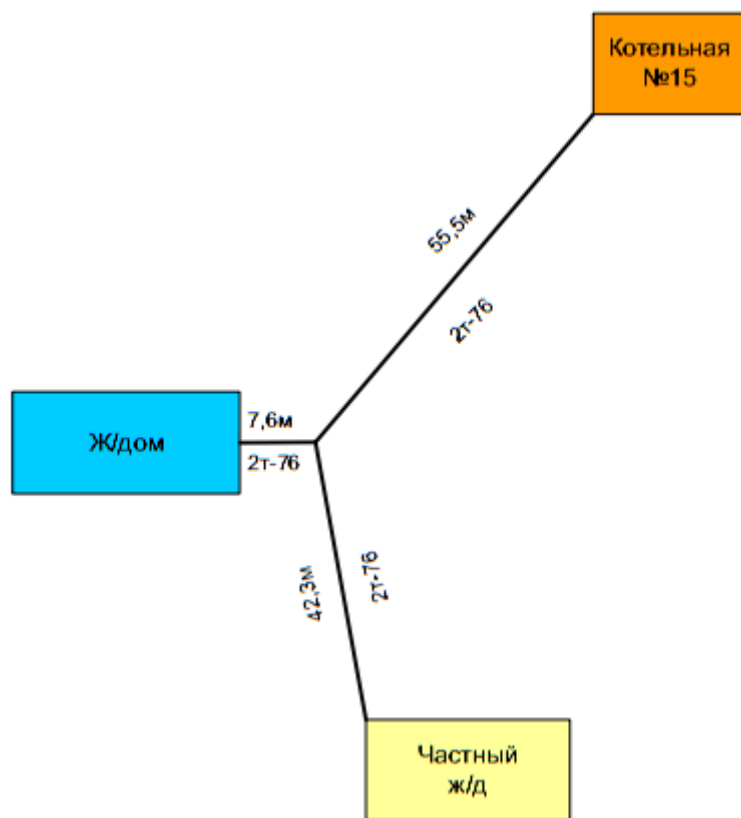 Котельная
№15
55,5м
2т-76
Ж/дом
7,6м
2т-76
42,3м
2т-76
Частный
ж/д